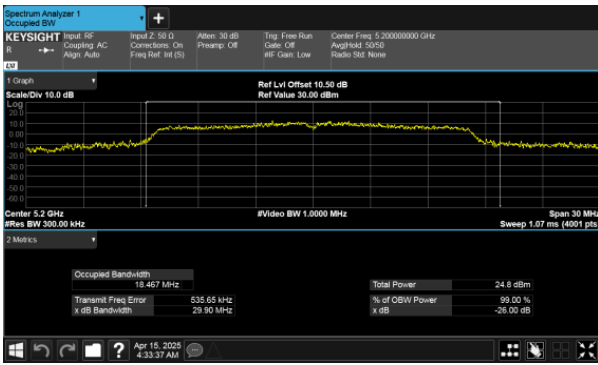 Spectrum Analyzer 1
Occupied BW
KEYSIGHT
R
LXI
Input: RF
Coupling: AC
Align: Auto
Input Z: 50 Ω
Corrections: On
Freq Ref: Int (S)
Atten: 30 dB
Preamp: Off
Trig: Free Run
Gate: Off
#IF Gain: Low
Center Freq: 5.200000000 GHz
Avg|Hold: 50/50
Radio Std: None
1 Graph
Scale/Div 10.0 dB
Ref Lvl Offset 10.50 dB
Ref Value 30.00 dBm
Log
20.0
10.0
0.00
-10.0
-20.0
-30.0
-40.0
-50.0
-60.0
Center 5.2 GHz
#Res BW 300.00 kHz
#Video BW 1.0000 MHz
Span 30 MHz
Sweep 1.07 ms (4001 pts
2 Metrics
Occupied Bandwidth
18.467 MHz
Total Power 24.8 dBm
Transmit Freq Error 535.65 kHz
% of OBW Power 99.00 %
x dB Bandwidth 29.90 MHz
x dB -26.00 dB
Apr 15, 2025
4:33:37 AM